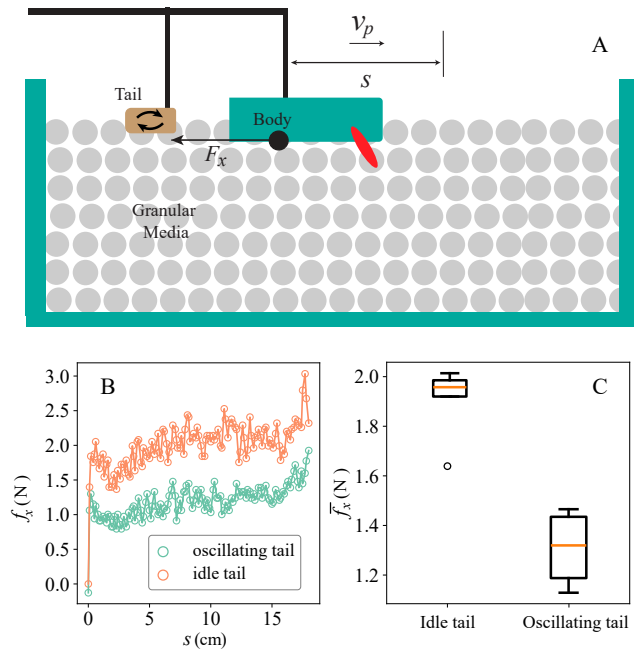 v_p
A
s
Tail
Body
F_x
Granular
Media
B
3.0
2.5
2.0
1.5
1.0
0.5
0.0
f_x (N)
oscillating tail
idle tail
0
5
10
15
s (cm)
C
2.0
1.8
1.6
1.4
1.2
f̅_x (N)
Idle tail
Oscillating tail